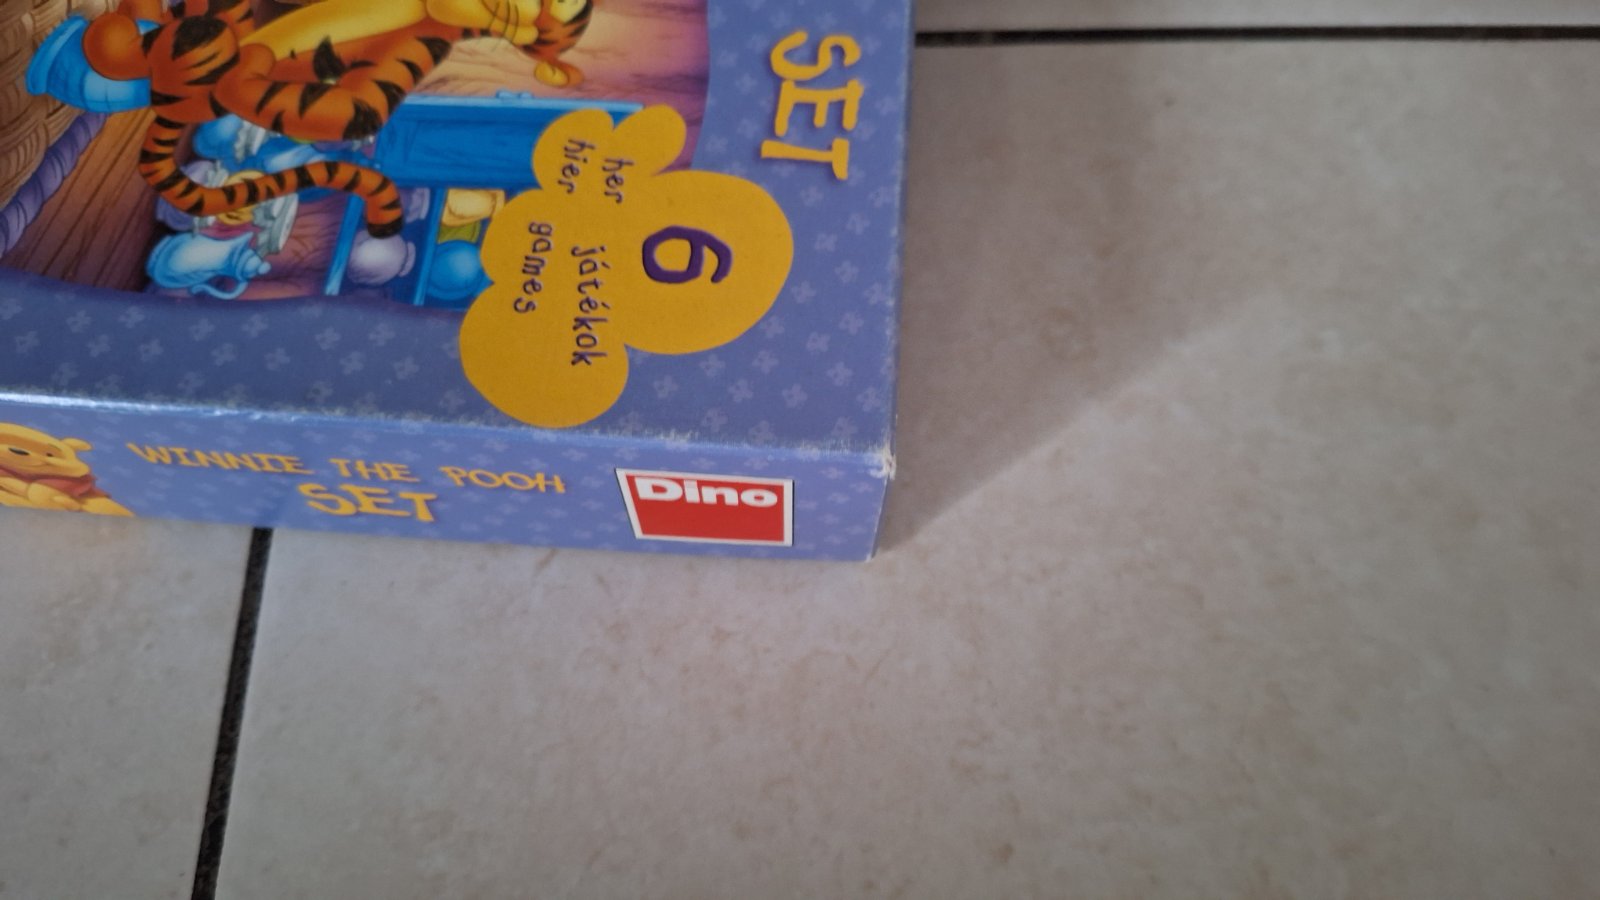 SET
6
her játékok
hier games
WINNIE THE POOH
SET
Dino